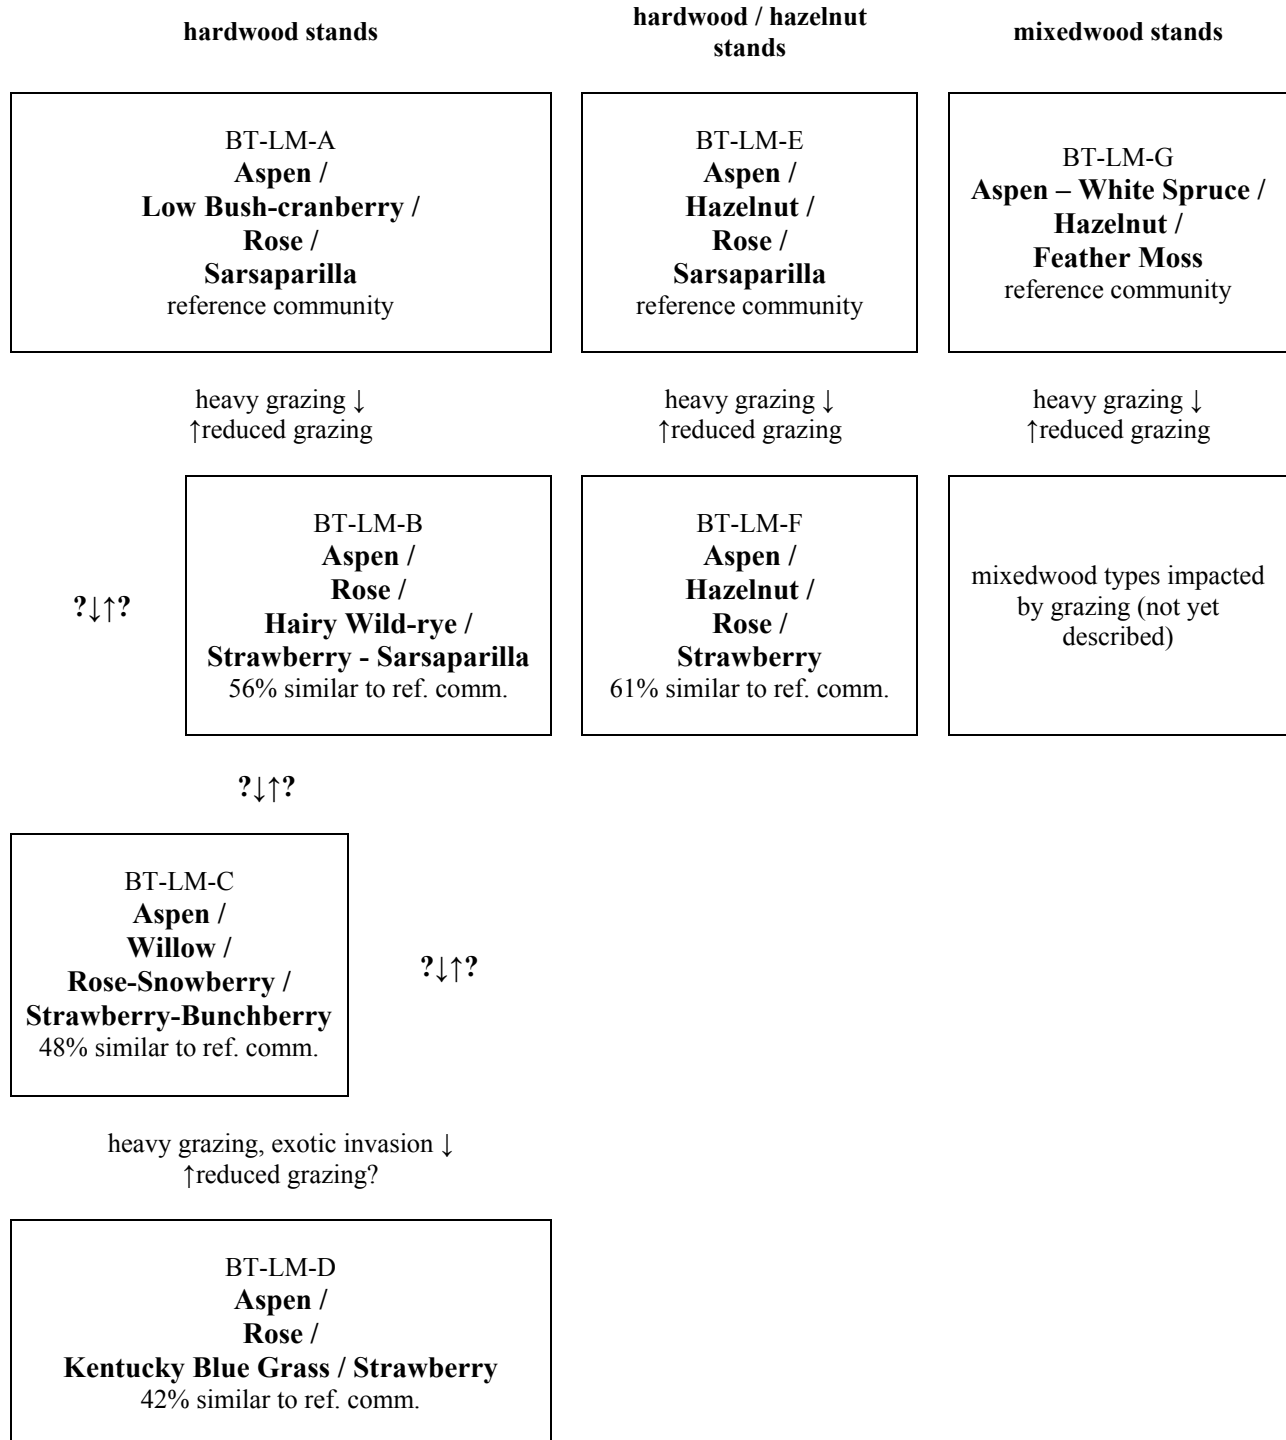 hardwood stands
hardwood / hazelnut
stands
mixedwood stands
BT-LM-A
Aspen /
Low Bush-cranberry /
Rose /
Sarsaparilla
reference community
BT-LM-E
Aspen /
Hazelnut /
Rose /
Sarsaparilla
reference community
BT-LM-G
Aspen – White Spruce /
Hazelnut /
Feather Moss
reference community
heavy grazing ↓
↑reduced grazing
heavy grazing ↓
↑reduced grazing
heavy grazing ↓
↑reduced grazing
?↓↑?
BT-LM-B
Aspen /
Rose /
Hairy Wild-rye /
Strawberry - Sarsaparilla
56% similar to ref. comm.
BT-LM-F
Aspen /
Hazelnut /
Rose /
Strawberry
61% similar to ref. comm.
mixedwood types impacted
by grazing (not yet
described)
?↓↑?
BT-LM-C
Aspen /
Willow /
Rose-Snowberry /
Strawberry-Bunchberry
48% similar to ref. comm.
?↓↑?
heavy grazing, exotic invasion ↓
↑reduced grazing?
BT-LM-D
Aspen /
Rose /
Kentucky Blue Grass / Strawberry
42% similar to ref. comm.